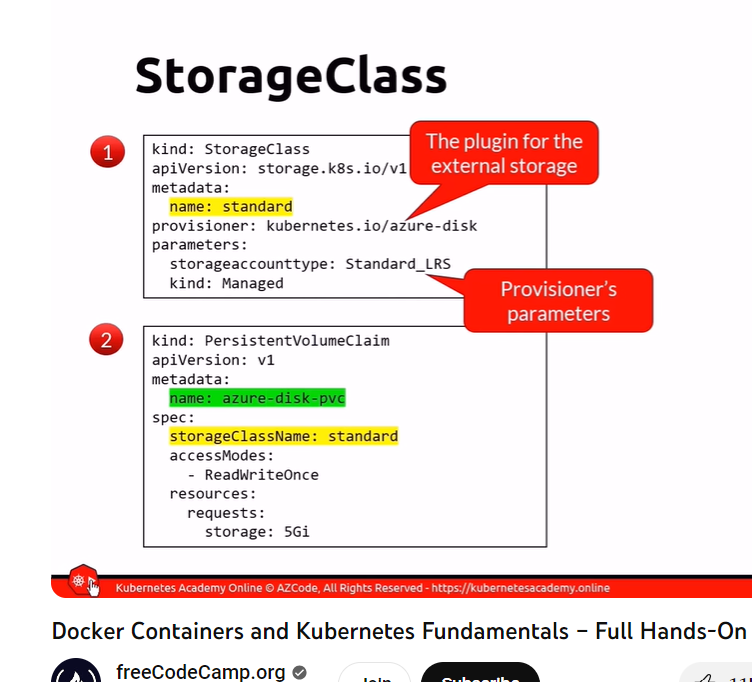 StorageClass
1
kind: StorageClass
apiVersion: storage.k8s.io/v1
metadata:
name: standard
provisioner: kubernetes.io/azure-disk
parameters:
storageaccounttype: Standard_LRS
kind: Managed
The plugin for the
external storage
Provisioner's
parameters
2
kind: PersistentVolumeClaim
apiVersion: v1
metadata:
name: azure-disk-pvc
spec:
storageClassName: standard
accessModes:
- ReadWriteOnce
resources:
requests:
storage: 5Gi
Kubernetes Academy Online © AZCode, All Rights Reserved - https://kubernetesacademy.online
Docker Containers and Kubernetes Fundamentals – Full Hands-On
freeCodeCamp.org
Join
Subscribe